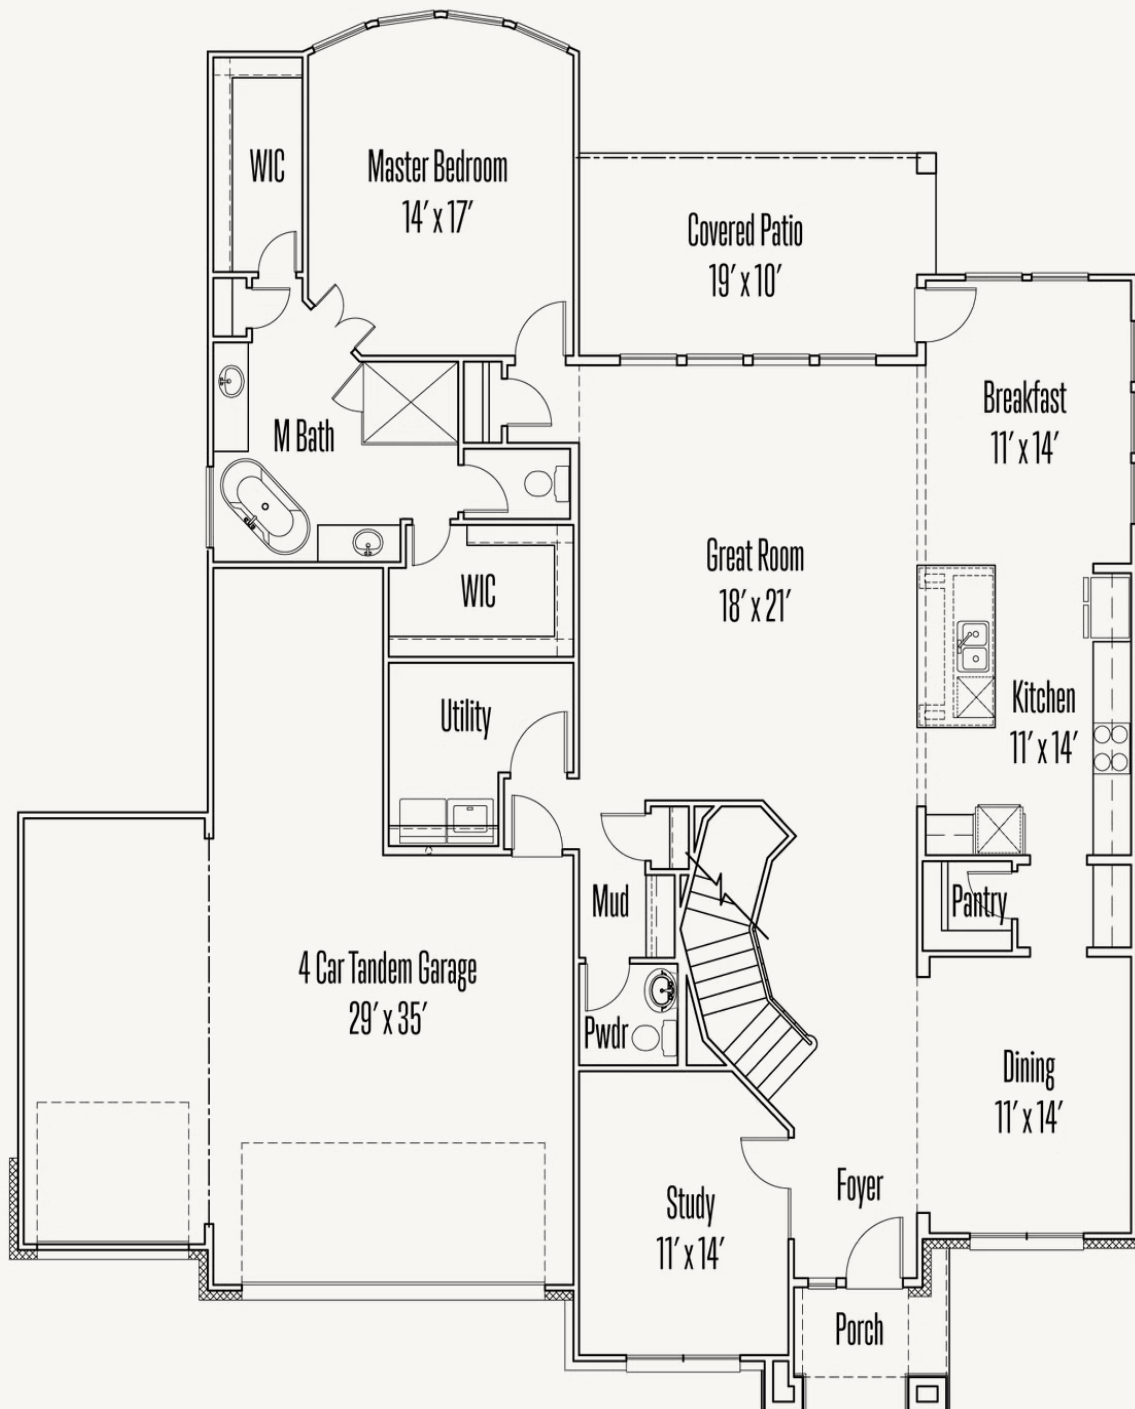 WIC
Master Bedroom
14' x 17'
Covered Patio
19' x 10'
Breakfast
11' x 14'
M Bath
Great Room
18' x 21'
WIC
Kitchen
11' x 14'
Utility
Mud
Pantry
4 Car Tandem Garage
29' x 35'
Pwdr
Dining
11' x 14'
Foyer
Study
11' x 14'
Porch